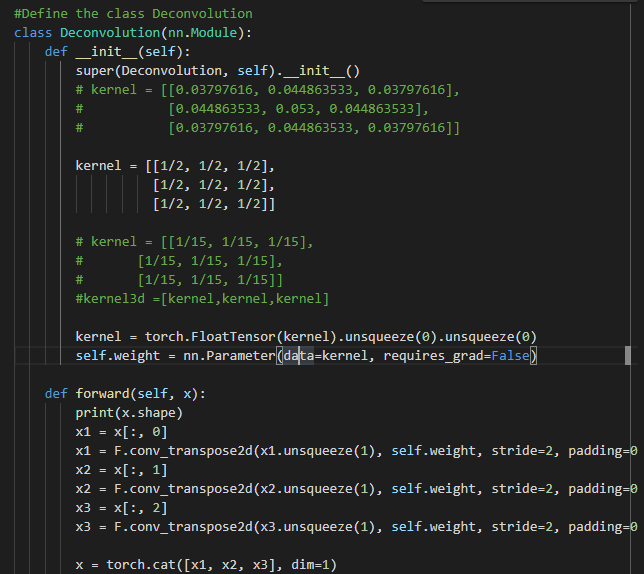 #Define the class Deconvolution
class Deconvolution(nn.Module):
    def __init__(self):
        super(Deconvolution, self).__init__()
        # kernel = [[0.03797616, 0.044863533, 0.03797616],
        #           [0.044863533, 0.053, 0.044863533],
        #           [0.03797616, 0.044863533, 0.03797616]]

        kernel = [[1/2, 1/2, 1/2],
                  [1/2, 1/2, 1/2],
                  [1/2, 1/2, 1/2]]

        # kernel = [[1/15, 1/15, 1/15],
        #       [1/15, 1/15, 1/15],
        #       [1/15, 1/15, 1/15]]
        #kernel3d =[kernel,kernel,kernel]

        kernel = torch.FloatTensor(kernel).unsqueeze(0).unsqueeze(0)
        self.weight = nn.Parameter(data=kernel, requires_grad=False)

    def forward(self, x):
        print(x.shape)
        x1 = x[:, 0]
        x1 = F.conv_transpose2d(x1.unsqueeze(1), self.weight, stride=2, padding=0
        x2 = x[:, 1]
        x2 = F.conv_transpose2d(x2.unsqueeze(1), self.weight, stride=2, padding=0
        x3 = x[:, 2]
        x3 = F.conv_transpose2d(x3.unsqueeze(1), self.weight, stride=2, padding=0

        x = torch.cat([x1, x2, x3], dim=1)